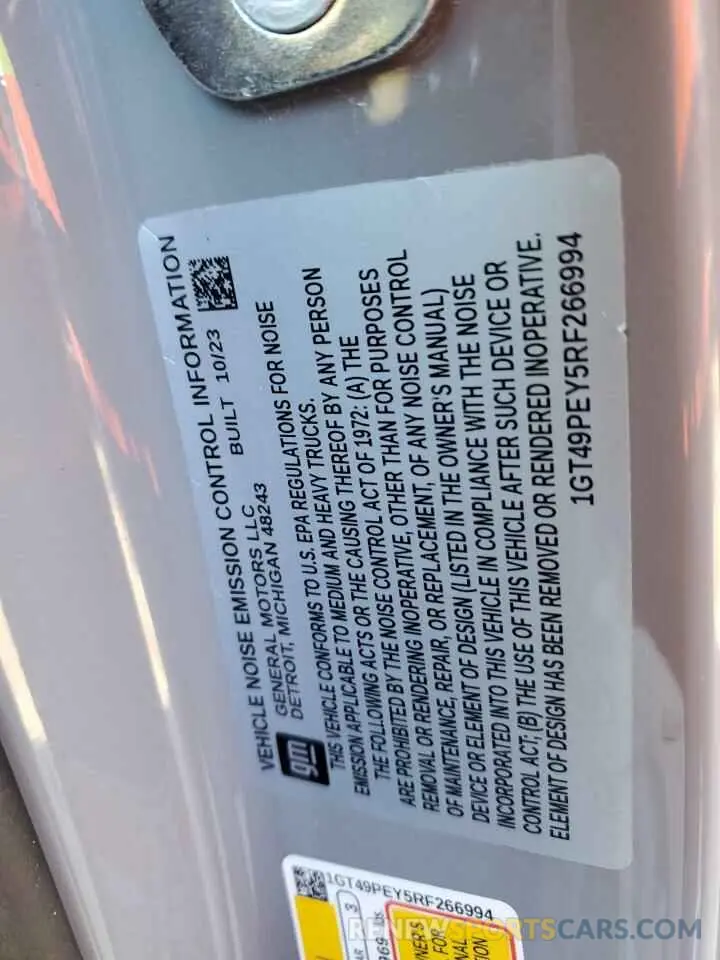 VEHICLE NOISE EMISSION CONTROL INFORMATION
GENERAL MOTORS LLC BUILT 10/23
DETROIT, MICHIGAN 48243
gm
THIS VEHICLE CONFORMS TO U.S. EPA REGULATIONS FOR NOISE
EMISSION APPLICABLE TO MEDIUM AND HEAVY TRUCKS.
THE FOLLOWING ACTS OR THE CAUSING THEREOF BY ANY PERSON
ARE PROHIBITED BY THE NOISE CONTROL ACT OF 1972: (A) THE
REMOVAL OR RENDERING INOPERATIVE, OTHER THAN FOR PURPOSES
OF MAINTENANCE, REPAIR, OR REPLACEMENT, OF ANY NOISE CONTROL
DEVICE OR ELEMENT OF DESIGN (LISTED IN THE OWNER'S MANUAL)
INCORPORATED INTO THIS VEHICLE IN COMPLIANCE WITH THE NOISE
CONTROL ACT; (B) THE USE OF THIS VEHICLE AFTER SUCH DEVICE OR
ELEMENT OF DESIGN HAS BEEN REMOVED OR RENDERED INOPERATIVE.
1GT49PEY5RF266994
1GT49PEY5RF266994
3
FOR
RENEWSPORTSCARS.COM